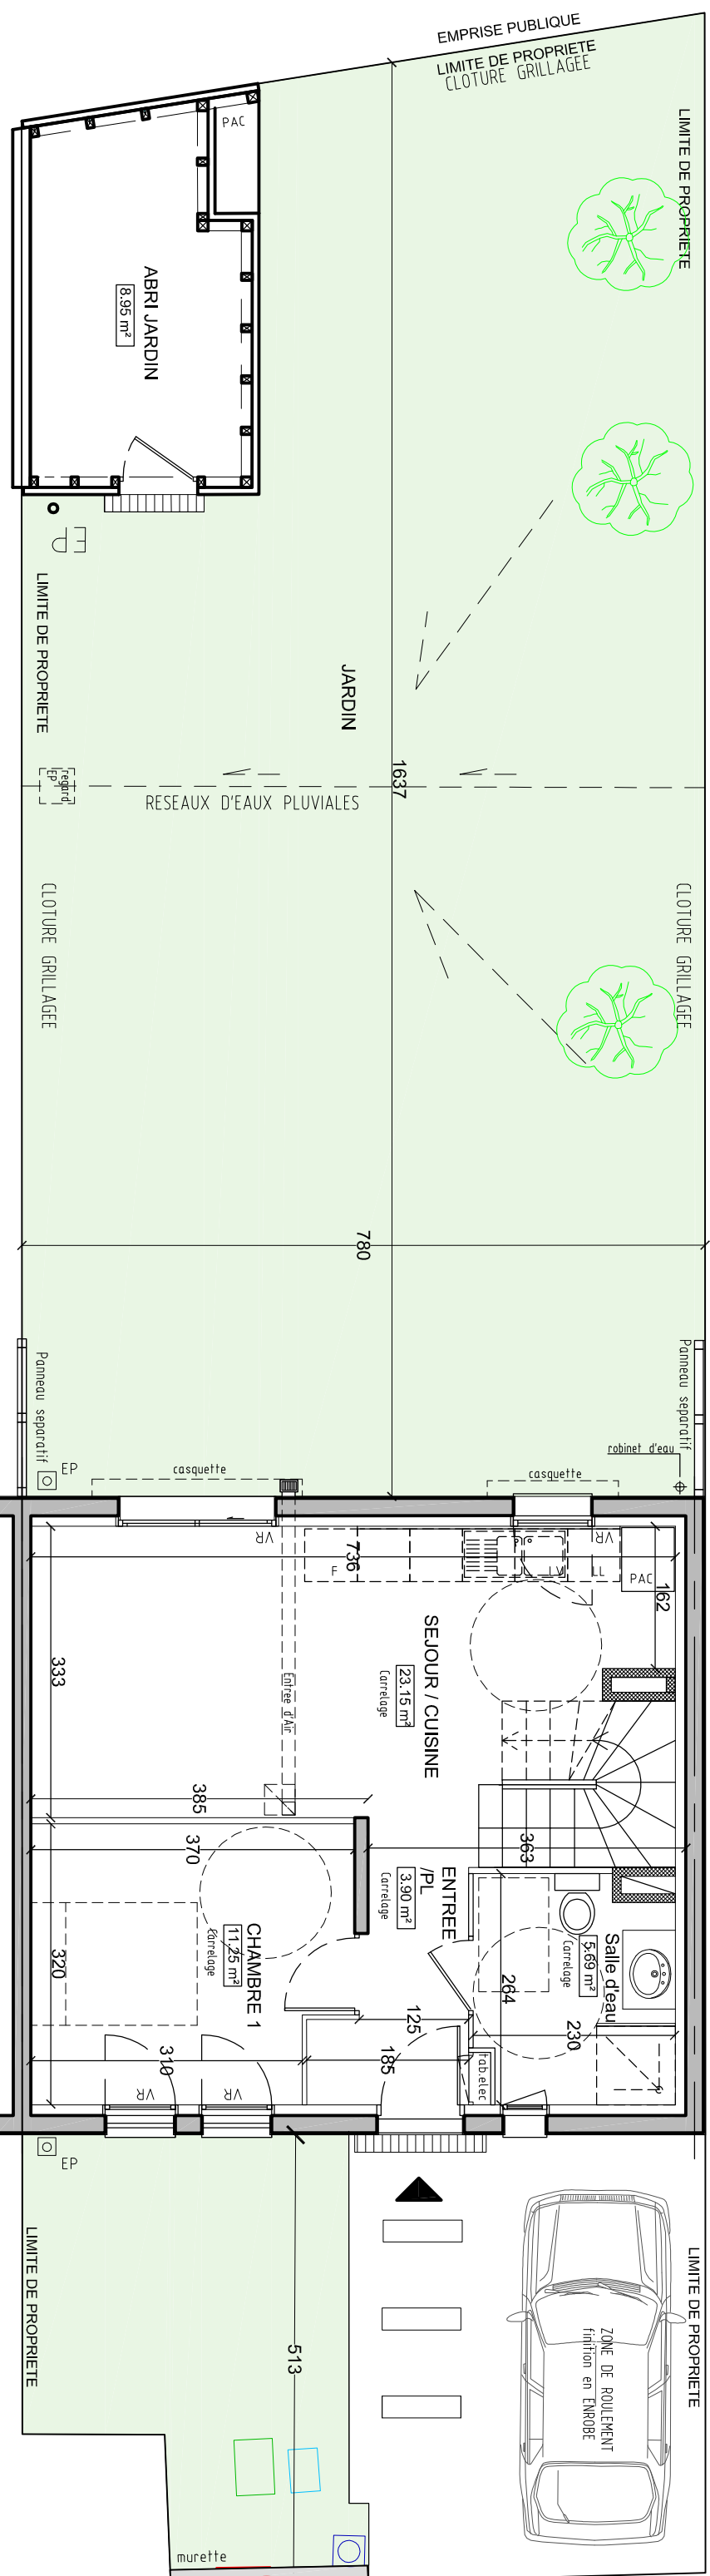 EMPRISE PUBLIQUE
LIMITE DE PROPRIETE
CLOTURE GRILLAGEE
LIMITE DE PROPRIETE
PAC
ABRI JARDIN
8.95 m²
EP
LIMITE DE PROPRIETE
JARDIN
1637
regard
EP
RESEAUX D'EAUX PLUVIALES
CLOTURE GRILLAGEE
CLOTURE GRILLAGEE
780
Panneau separatif
Panneau separatif
robinet d'eau
EP
casquette
casquette
VR
VR
736
F
LV
LL
PAC
162
SEJOUR / CUISINE
23.15 m²
Carrelage
333
Entree d'Air
385
370
363
ENTREE
/PL
3.90 m²
Carrelage
Salle d'eau
5.69 m²
Carrelage
CHAMBRE 1
11.25 m²
Carrelage
320
264
125
230
185
310
tab.elec
VR
VR
EP
LIMITE DE PROPRIETE
LIMITE DE PROPRIETE
ZONE DE ROULEMENT
finition en ENROBE
513
murette